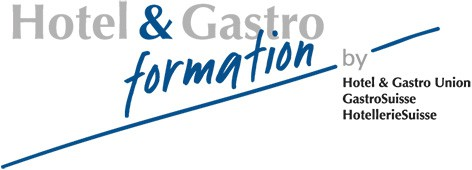 Hotel & Gastro
formation
by
Hotel & Gastro Union
GastroSuisse
HotellerieSuisse